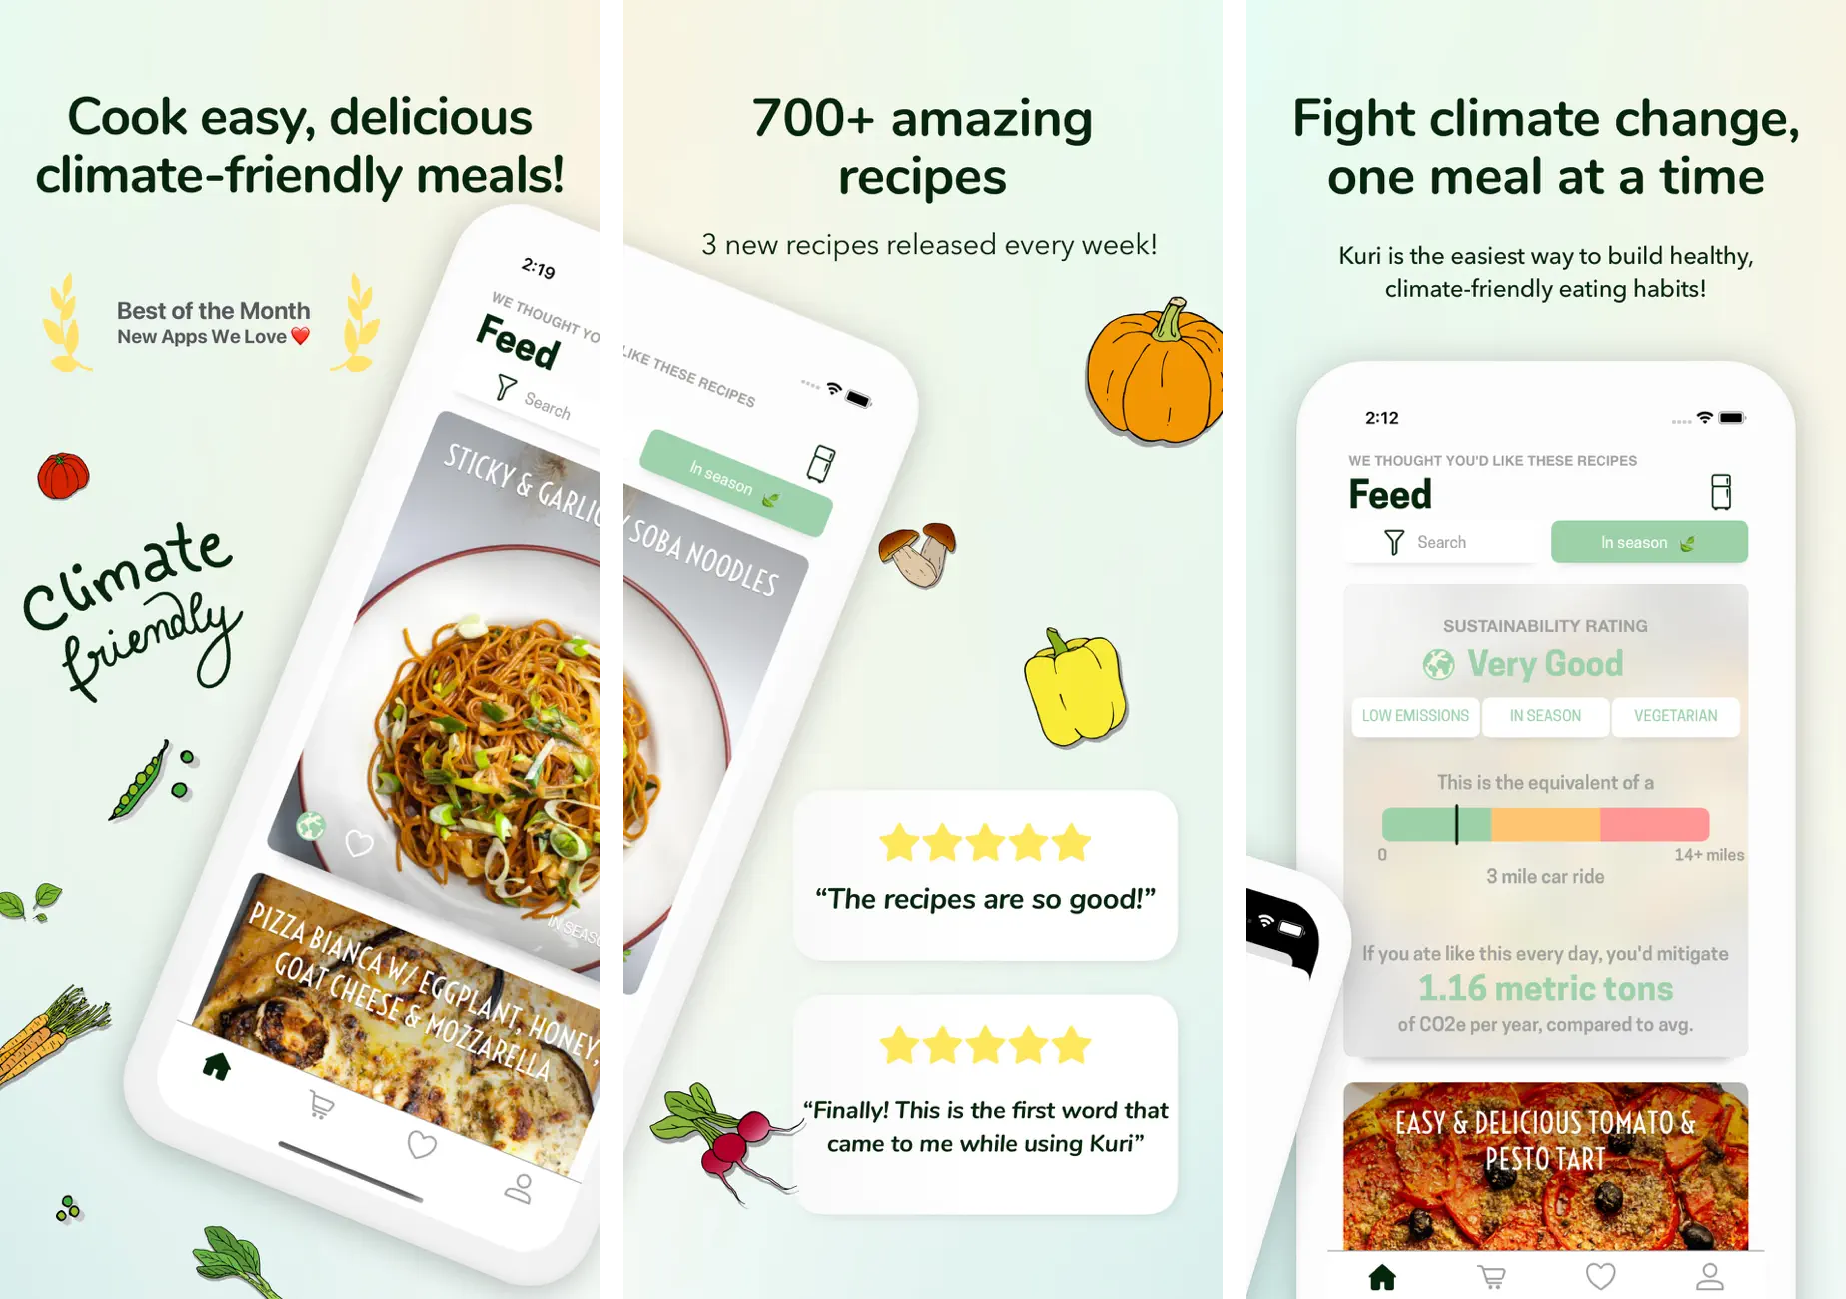 Cook easy, delicious
climate-friendly meals!
Best of the Month
New Apps We Love
Climate
friendly
2:19
WE THOUGHT YO
Feed
Search
STICKY & GARLIC
PIZZA BIANCA W/ EGGPLANT, HONEY,
GOAT CHEESE & MOZZARELLA
700+ amazing
recipes
3 new recipes released every week!
LIKE THESE RECIPES
In season
SOBA NOODLES
“The recipes are so good!”
“Finally! This is the first word that
came to me while using Kuri”
Fight climate change,
one meal at a time
Kuri is the easiest way to build healthy,
climate-friendly eating habits!
2:12
WE THOUGHT YOU'D LIKE THESE RECIPES
Feed
Search
In season
SUSTAINABILITY RATING
Very Good
LOW EMISSIONS
IN SEASON
VEGETARIAN
This is the equivalent of a
0
14+ miles
3 mile car ride
If you ate like this every day, you'd mitigate
1.16 metric tons
of CO2e per year, compared to avg.
EASY & DELICIOUS TOMATO &
PESTO TART